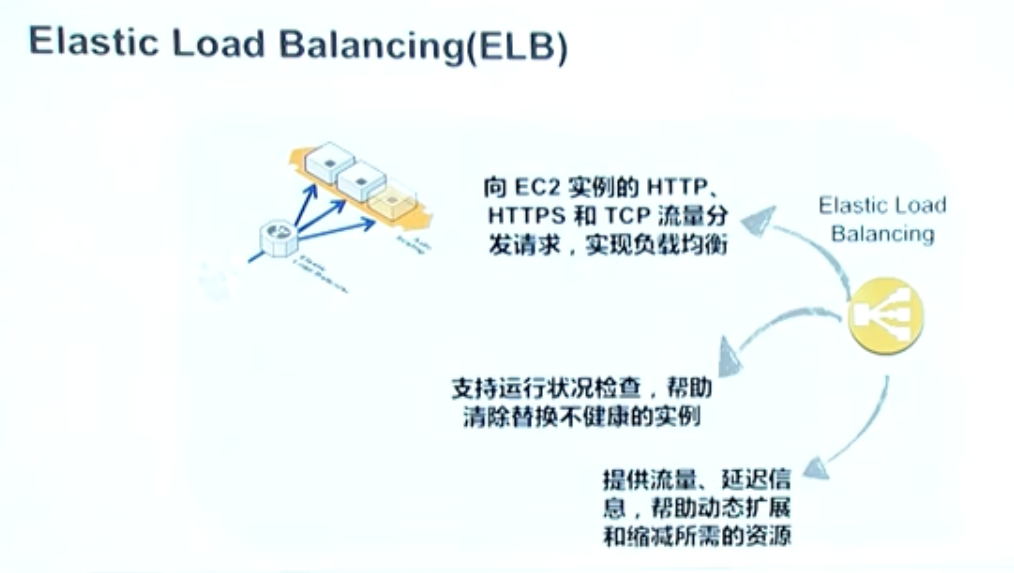 Elastic Load Balancing(ELB)
向 EC2 实例的 HTTP、
HTTPS 和 TCP 流量分
发请求，实现负载均衡
Elastic Load
Balancing
支持运行状况检查，帮助
清除替换不健康的实例
提供流量、延迟信
息，帮助动态扩展
和缩减所需的资源